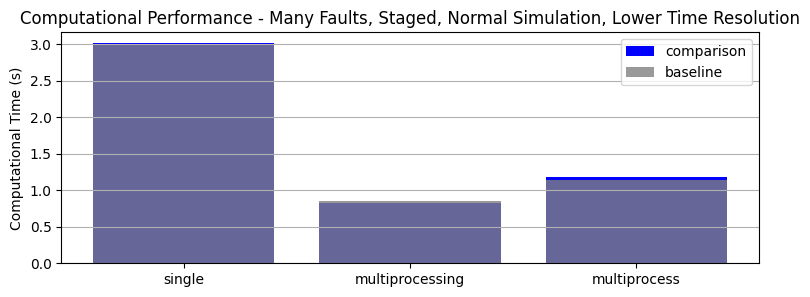 Computational Performance - Many Faults, Staged, Normal Simulation, Lower Time Resolution
Computational Time (s)
3.0
2.5
2.0
1.5
1.0
0.5
0.0
comparison
baseline
single
multiprocessing
multiprocess